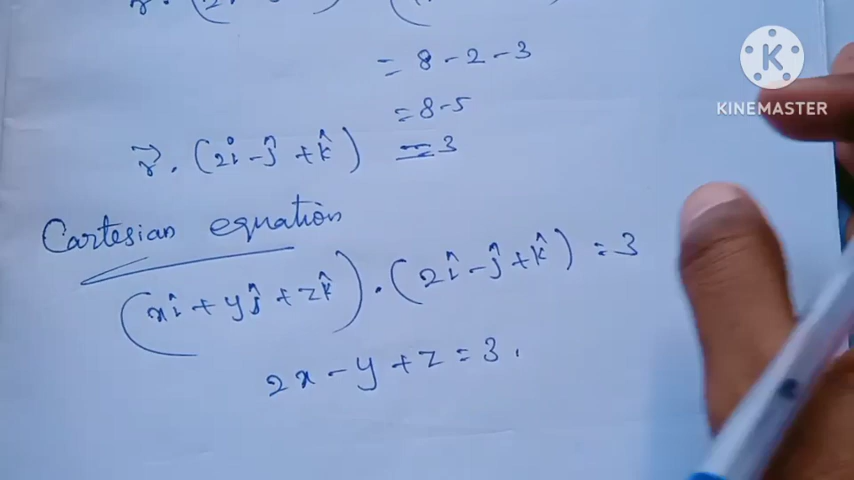 = 8 - 2 - 3
= 8 - 5
r⃗ . (2î - ĵ + k̂) = 3
Cartesian equation
(xî + yĵ + zk̂) . (2î - ĵ + k̂) = 3
2x - y + z = 3.
KINEMASTER